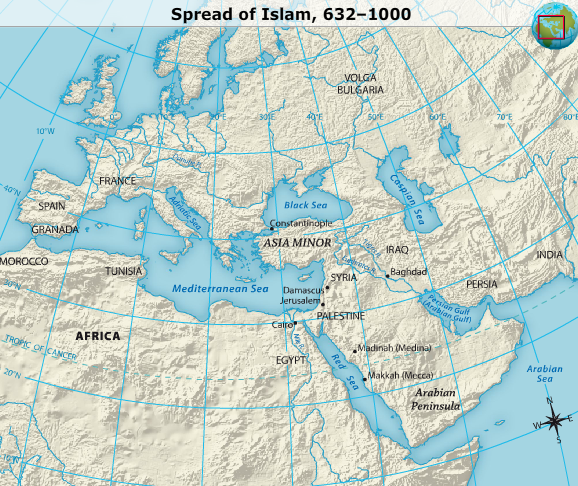 Spread of Islam, 632–1000
VOLGA
BULGARIA
10°W
0°
10°E
20°E
30°E
40°E
50°E
60°E
70°E
80°
FRANCE
40°N
SPAIN
GRANADA
Adriatic Sea
Black Sea
Caspian Sea
Constantinople
ASIA MINOR
MOROCCO
TUNISIA
IRAQ
Baghdad
INDIA
SYRIA
PERSIA
Mediterranean Sea
Damascus
Jerusalem
PALESTINE
Persian Gulf
(Arabian Gulf)
30°N
AFRICA
Cairo
TROPIC OF CANCER
EGYPT
Madinah (Medina)
Makkah (Mecca)
Red Sea
Arabian
Sea
20°N
Arabian
Peninsula
N
W
E
S
10°N